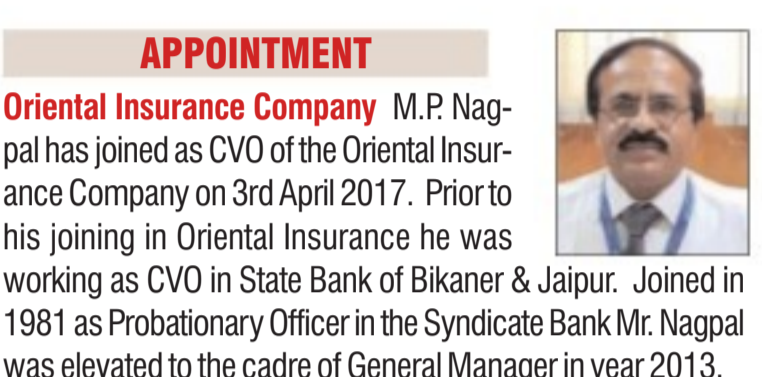 APPOINTMENT
Oriental Insurance Company M.P. Nag-
pal has joined as CVO of the Oriental Insur-
ance Company on 3rd April 2017. Prior to
his joining in Oriental Insurance he was
working as CVO in State Bank of Bikaner & Jaipur. Joined in
1981 as Probationary Officer in the Syndicate Bank Mr. Nagpal
was elevated to the cadre of General Manager in year 2013.